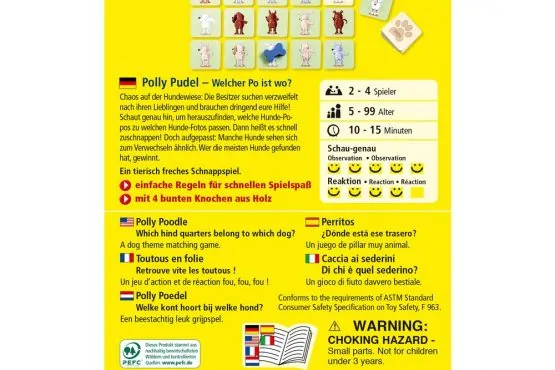 Polly Pudel – Welcher Po ist wo?
Chaos auf der Hundewiese: Die Besitzer suchen verzweifelt
nach ihren Lieblingen und brauchen dringend eure Hilfe!
Schaut genau hin, um herauszufinden, welche Hunde-Po-
pos zu welchen Hunde-Fotos passen. Dann heißt es schnell
zuschnappen! Doch aufgepasst: Manche Hunde sehen sich
zum Verwechseln ähnlich. Wer die meisten Hunde gefunden
hat, gewinnt.
Ein tierisch freches Schnappspiel.
einfache Regeln für schnellen Spielspaß
mit 4 bunten Knochen aus Holz
2 - 4 Spieler
5 - 99 Alter
10 - 15 Minuten
Schau-genau
Observation • Observation
Reaktion • Reaction • Réaction
Polly Poodle
Which hind quarters belong to which dog?
A dog theme matching game.
Toutous en folie
Retrouve vite les toutous !
Un jeu d'action et de réaction fou, fou, fou !
Polly Poedel
Welke kont hoort bij welke hond?
Een beestachtig leuk grijpspel.
Perritos
¿Dónde está ese trasero?
Un juego de pillar muy animal.
Caccia ai sederini
Di chi è quel sederino?
Un gioco di fiuto davvero bestiale.
Conforms to the requirements of ASTM Standard
Consumer Safety Specification on Toy Safety, F 963.
PEFC
Dieses Produkt stammt aus
nachhaltig bewirtschafteten
Wäldern und kontrollierten
Quellen. www.pefc.de
WARNING:
CHOKING HAZARD -
Small parts. Not for children
under 3 years.